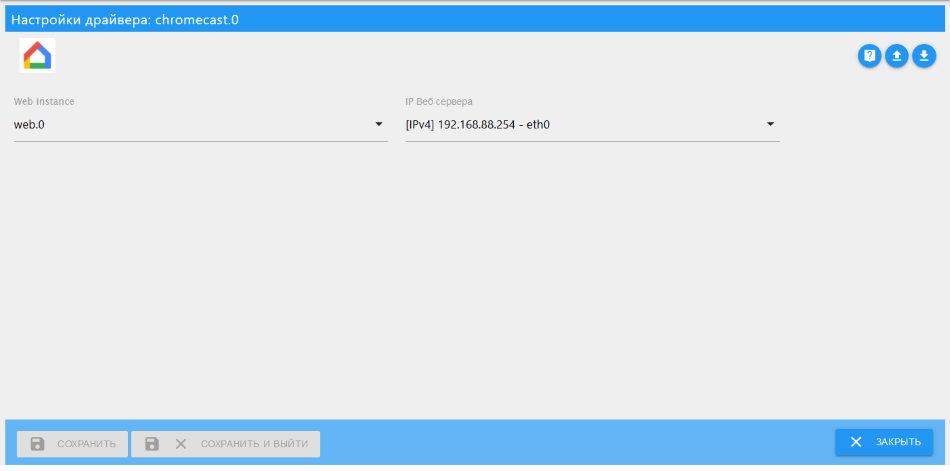 Настройки драйвера: chromecast.0
Web instance
IP Веб сервера
web.0
[IPv4] 192.168.88.254 - eth0
СОХРАНИТЬ
СОХРАНИТЬ И ВЫЙТИ
ЗАКРЫТЬ